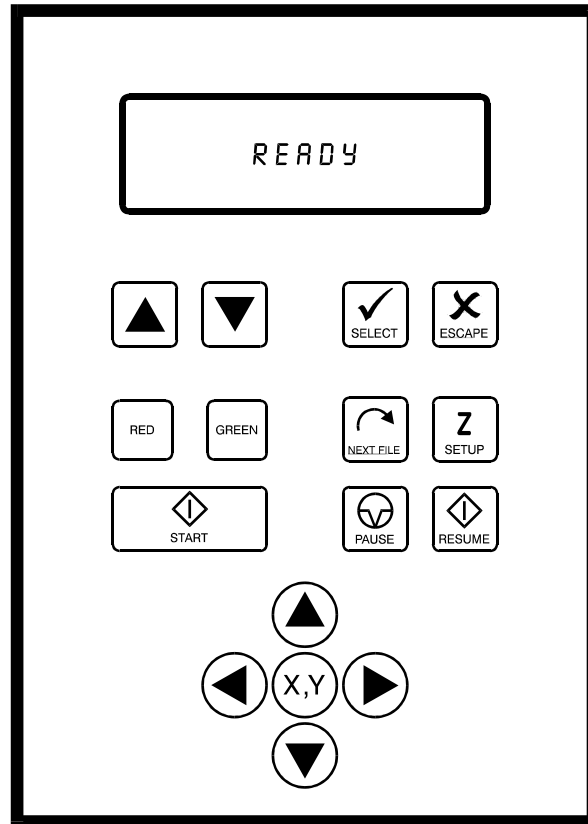 READY
SELECT
ESCAPE
RED
GREEN
NEXT FILE
Z
SETUP
START
PAUSE
RESUME
X,Y